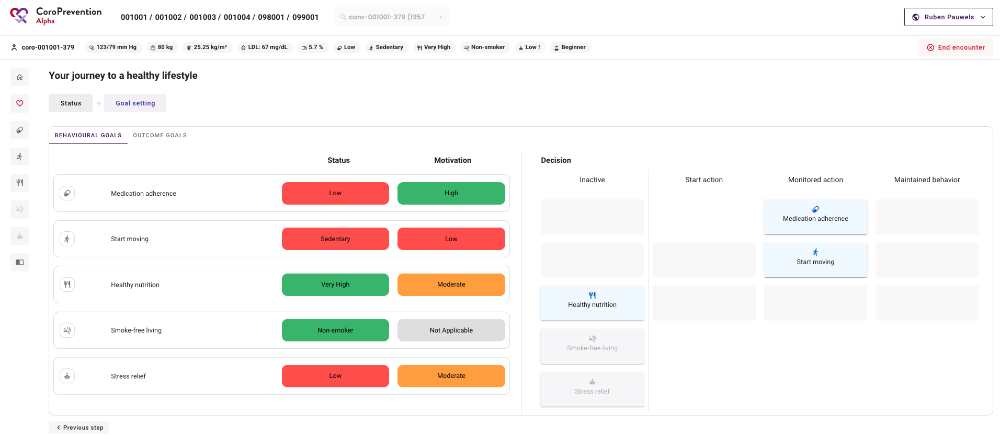 CoroPrevention
Alpha
001001 / 001002 / 001003 / 001004 / 098001 / 099001
coro-001001-379 (1957
Ruben Pauwels
coro-001001-379
123/79 mm Hg
80 kg
25.25 kg/m²
LDL: 67 mg/dL
5.7 %
Low
Sedentary
Very High
Non-smoker
Low !
Beginner
End encounter
Your journey to a healthy lifestyle
Status
Goal setting
BEHAVIOURAL GOALS
OUTCOME GOALS
Status
Motivation
Medication adherence
Low
High
Start moving
Sedentary
Low
Healthy nutrition
Very High
Moderate
Smoke-free living
Non-smoker
Not Applicable
Stress relief
Low
Moderate
Decision
Inactive
Start action
Monitored action
Maintained behavior
Medication adherence
Start moving
Healthy nutrition
Smoke-free living
Stress relief
Previous step